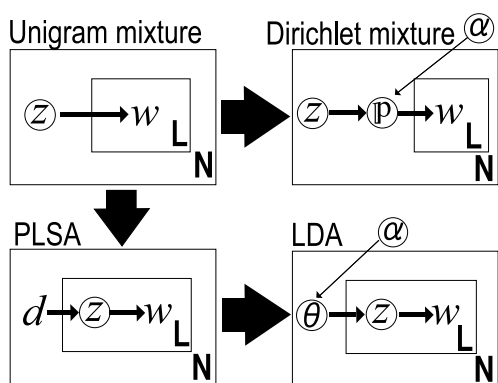 Unigram mixture
z w L N
Dirichlet mixture α
z p w L N
PLSA
d z w L N
LDA α
θ z w L N